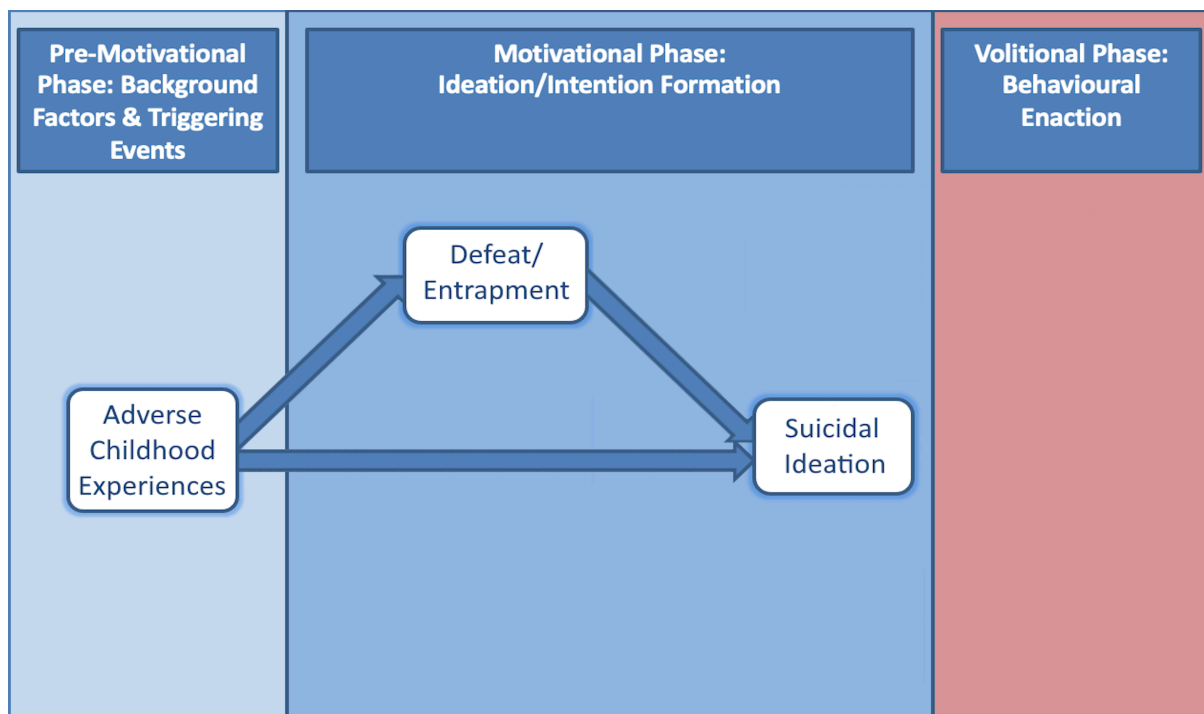 Pre-Motivational
Phase: Background
Factors & Triggering
Events
Motivational Phase:
Ideation/Intention Formation
Volitional Phase:
Behavioural
Enaction
Defeat/
Entrapment
Adverse
Childhood
Experiences
Suicidal
Ideation